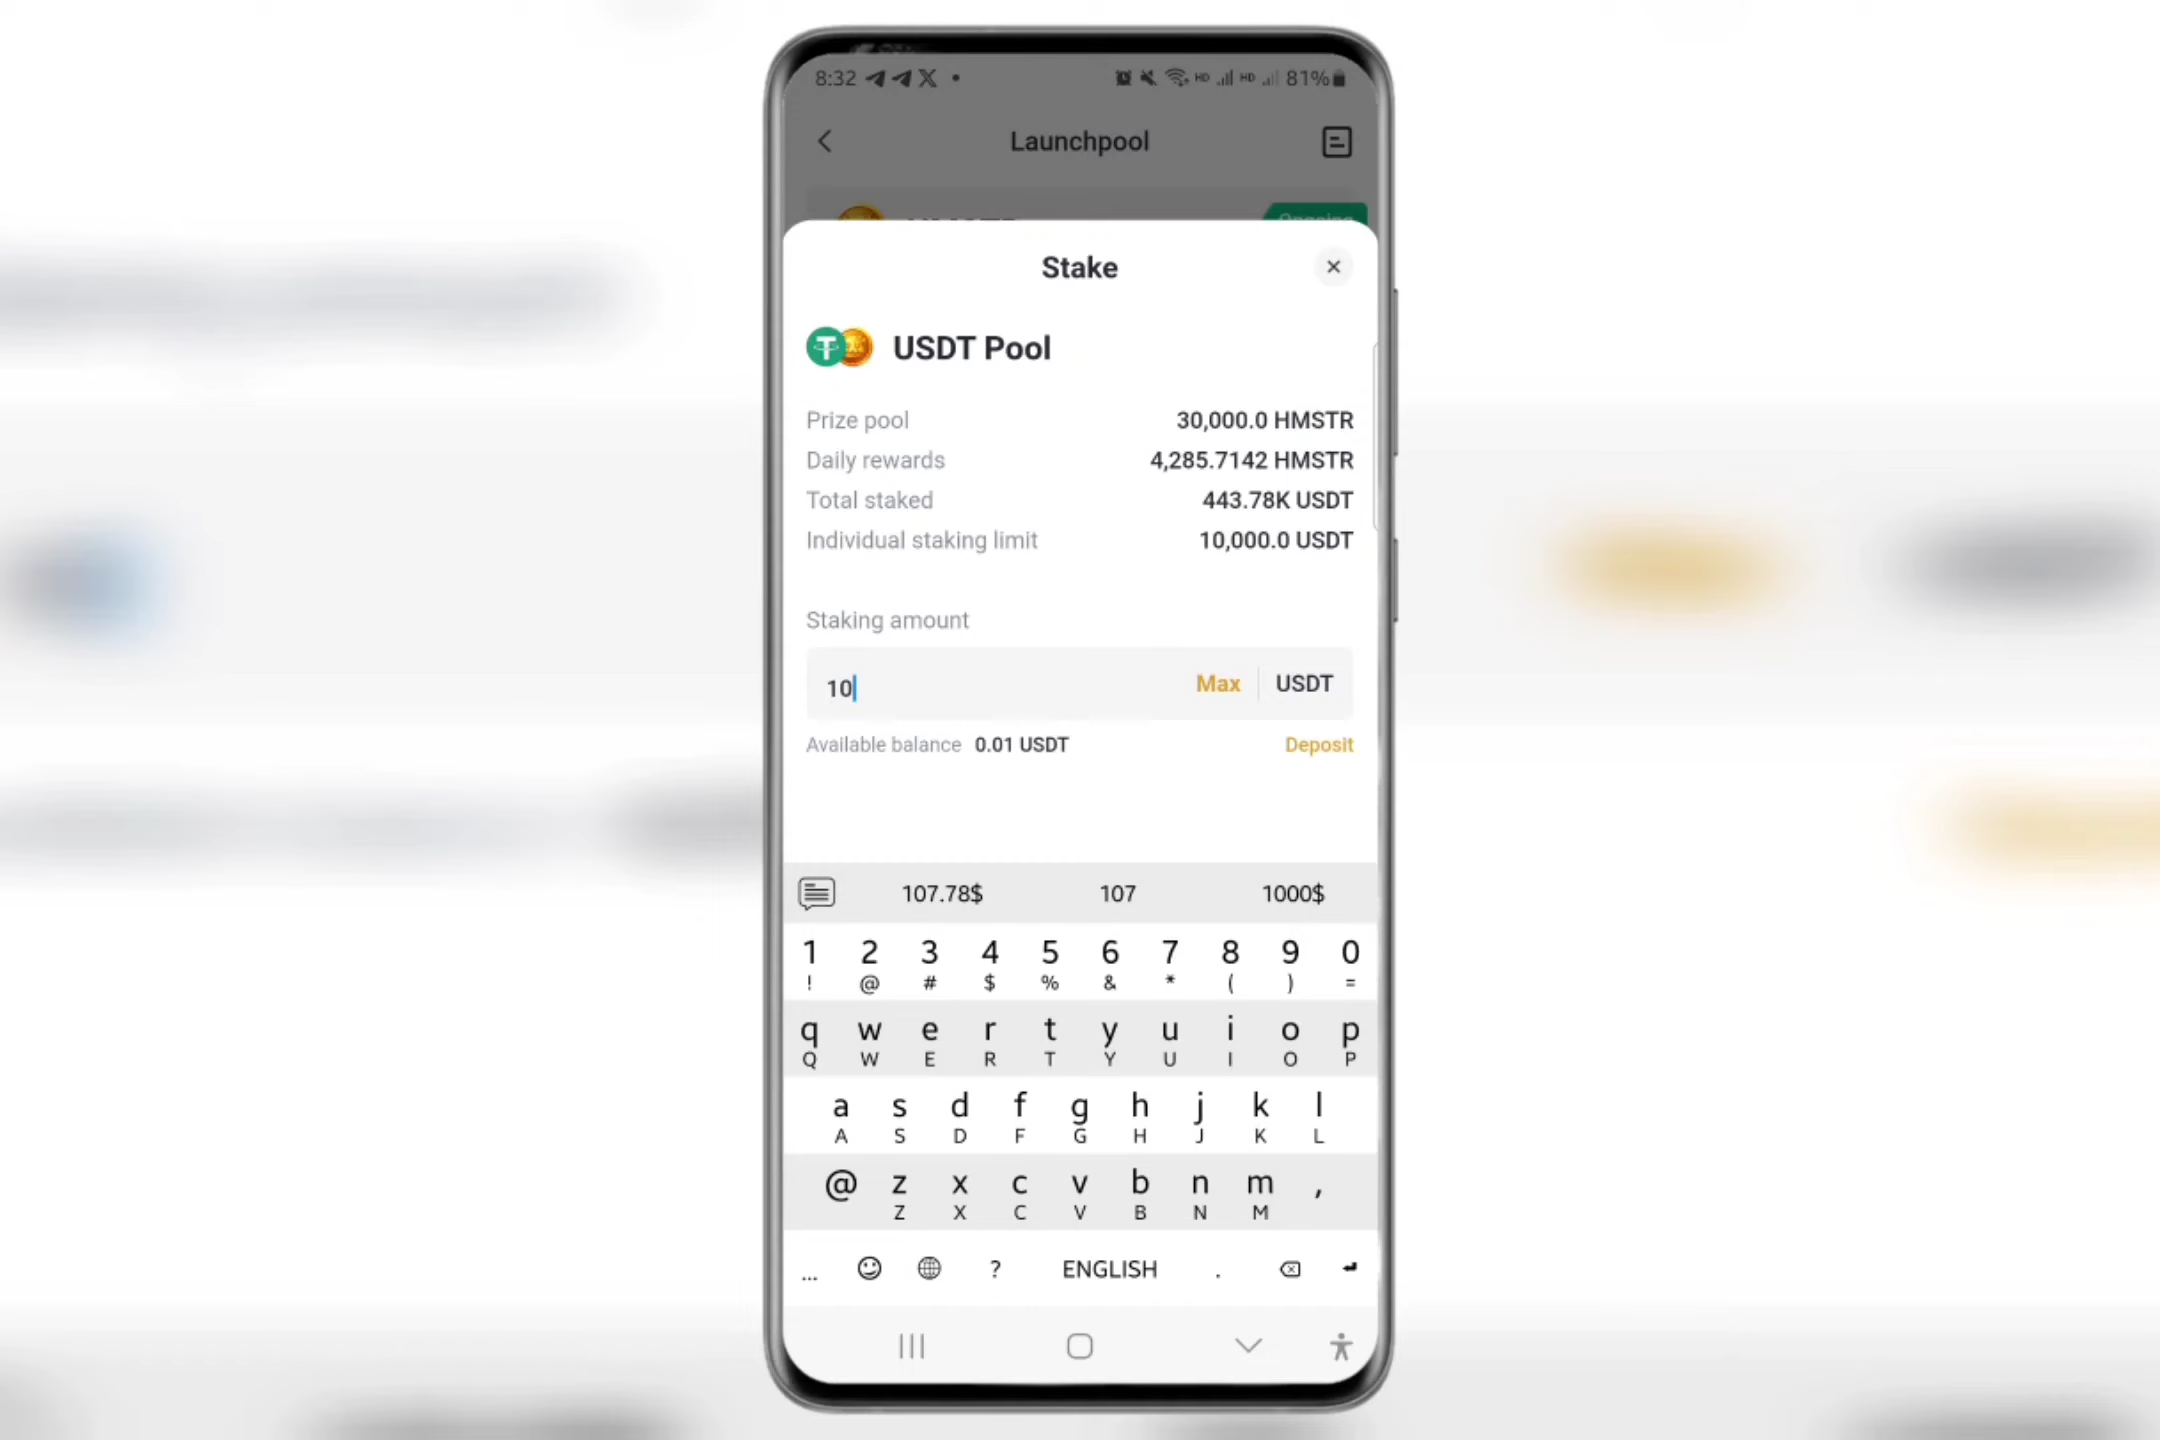 8:32 HD HD 81%
Launchpool
Stake
USDT Pool
Prize pool 30,000.0 HMSTR
Daily rewards 4,285.7142 HMSTR
Total staked 443.78K USDT
Individual staking limit 10,000.0 USDT
Staking amount
10 Max USDT
Available balance 0.01 USDT Deposit
107.78$ 107 1000$
1 2 3 4 5 6 7 8 9 0
! @ # $ % & * ( ) =
q w e r t y u i o p
Q W E R T Y U I O P
a s d f g h j k l
A S D F G H J K L
@ z x c v b n m ,
Z X C V B N M
... ? ENGLISH .